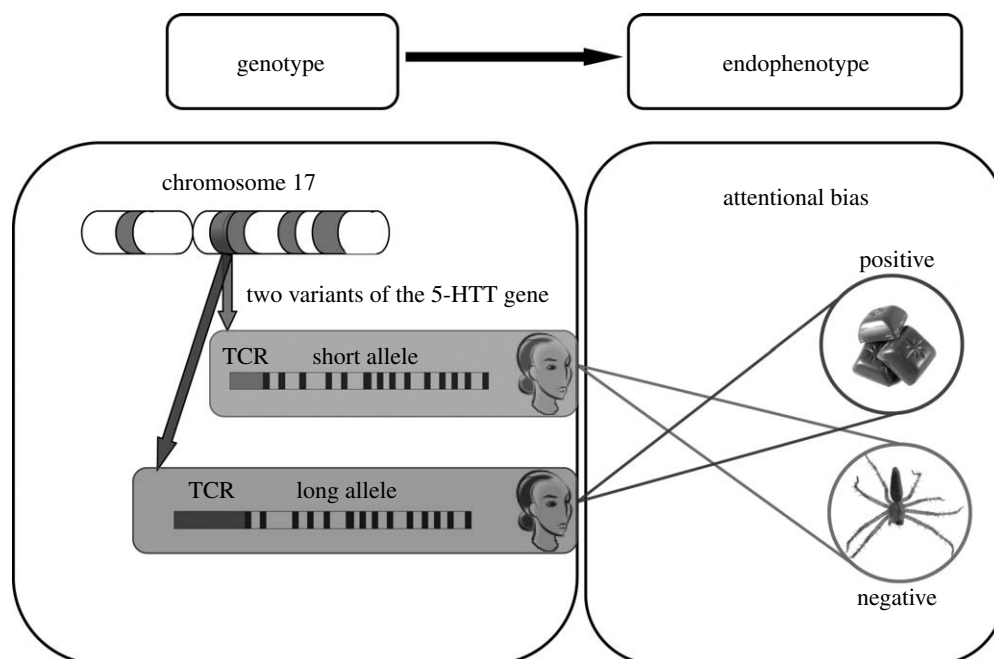 genotype
endophenotype
chromosome 17
two variants of the 5-HTT gene
TCR short allele
TCR long allele
attentional bias
positive
negative